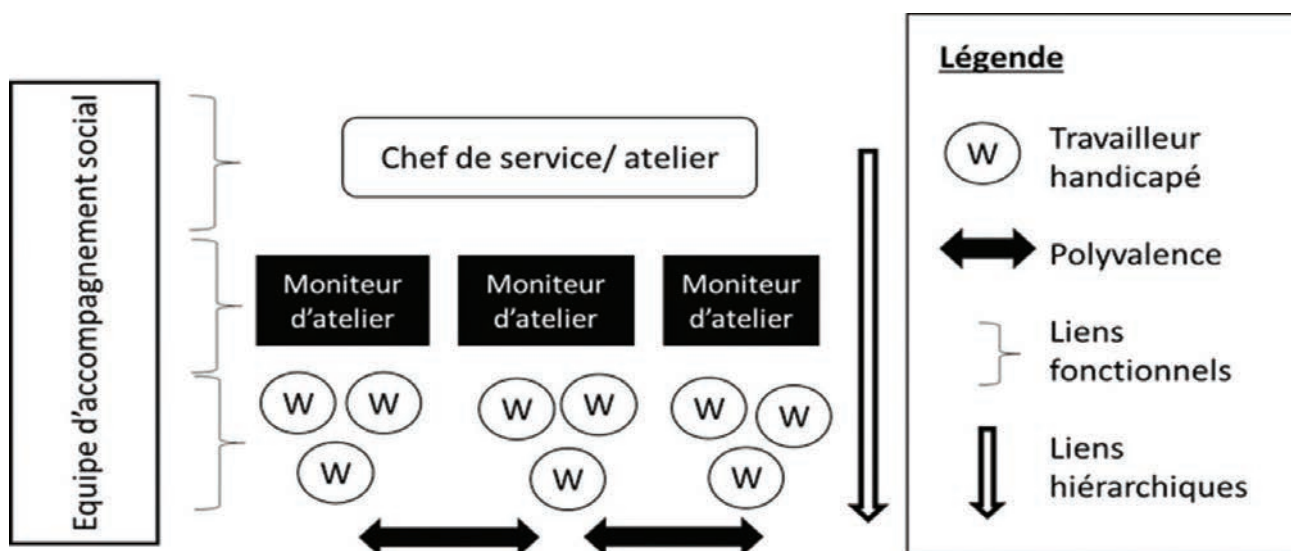 Equipe d'accompagnement social
Chef de service/ atelier
Moniteur
d'atelier
Moniteur
d'atelier
Moniteur
d'atelier
W
W
W
W
W
W
W
W
W
Légende
W
Travailleur
handicapé
Polyvalence
Liens
fonctionnels
Liens
hiérarchiques